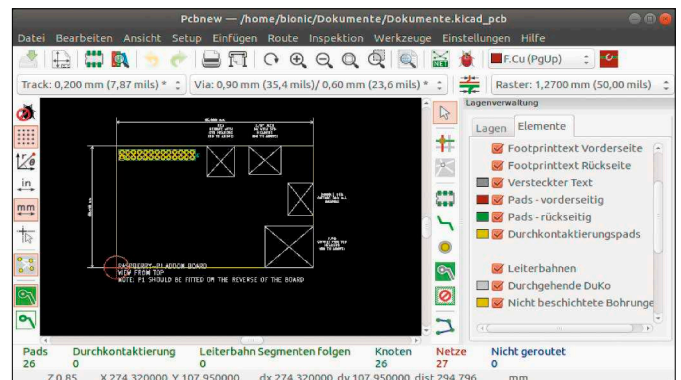 Pcbnew — /home/bionic/Dokumente/Dokumente.kicad_pcb
Datei Bearbeiten Ansicht Setup Einfügen Route Inspektion Werkzeuge Einstellungen Hilfe
NET F.Cu (PgUp)
Track: 0,200 mm (7,87 mils) * Via: 0,90 mm (35,4 mils)/ 0,60 mm (23,6 mils) * Raster: 1,2700 mm (50,00 mils)
Lagenverwaltung
Lagen Elemente
Footprinttext Vorderseite
Footprinttext Rückseite
in
Versteckter Text
mm
Pads - vorderseitig
Pads - rückseitig
Durchkontaktierungspads
Leiterbahnen
Durchgehende DuKo
Nicht beschichtete Bohrunge
RASPBERRY-PI ADDON BOARD
VIEW FROM TOP
NOTE: P1 SHOULD BE FITTED ON THE REVERSE OF THE BOARD
Pads Durchkontaktierung Leiterbahn Segmenten folgen Knoten Netze Nicht geroutet
26 0 0 26 27 0
Z 0.85 X 274.320000 Y 107.950000 dx 274.320000 dy 107.950000 dist 294.796 mm